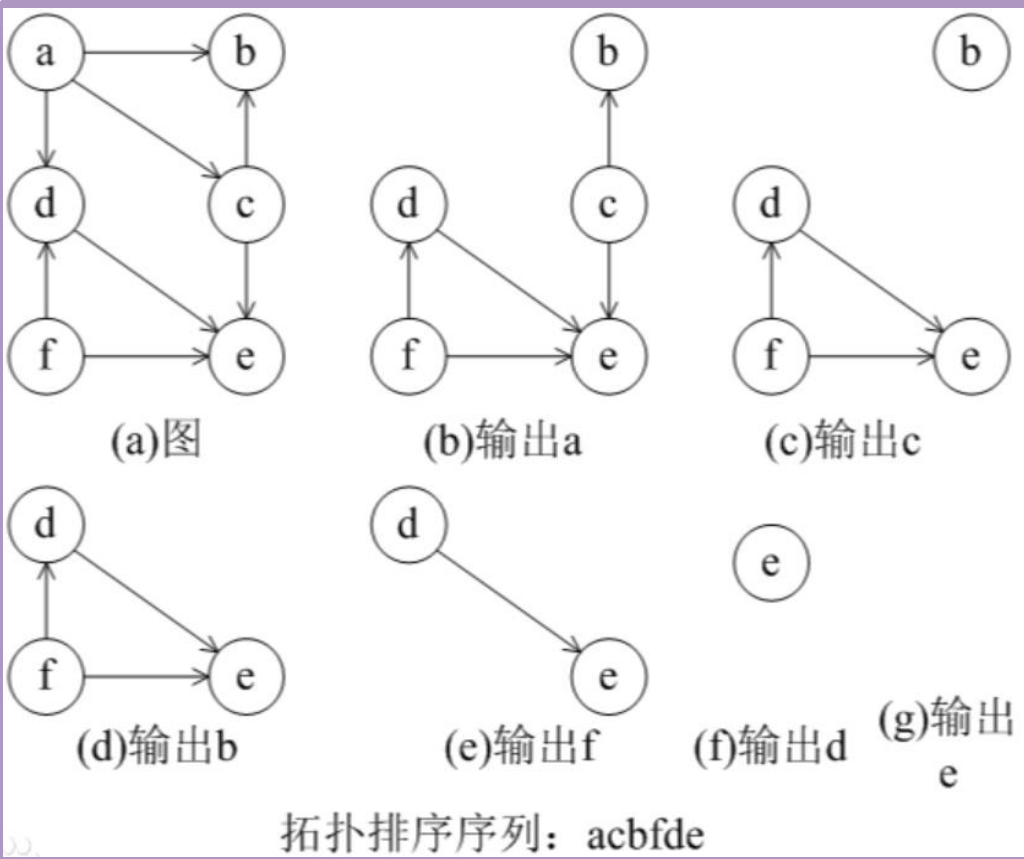 a b b b
d c d c d
f e f e f e
(a)图 (b)输出a (c)输出c
d d e
f e e
(d)输出b (e)输出f (f)输出d (g)输出
e
拓扑排序序列：acbfde